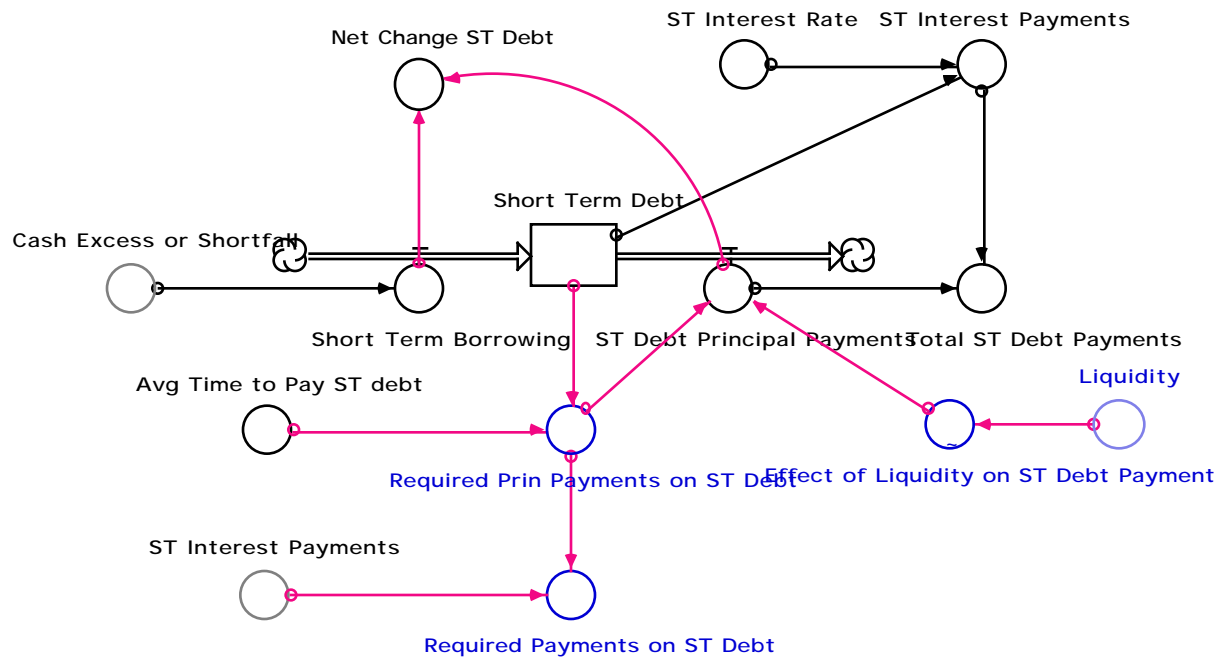 ST Interest Rate
ST Interest Payments
Net Change ST Debt
Short Term Debt
Cash Excess or Shortfall
Short Term Borrowing
ST Debt Principal Payments
Total ST Debt Payments
Liquidity
Avg Time to Pay ST debt
Required Prin Payments on ST Debt
Effect of Liquidity on ST Debt Payment
~
ST Interest Payments
Required Payments on ST Debt